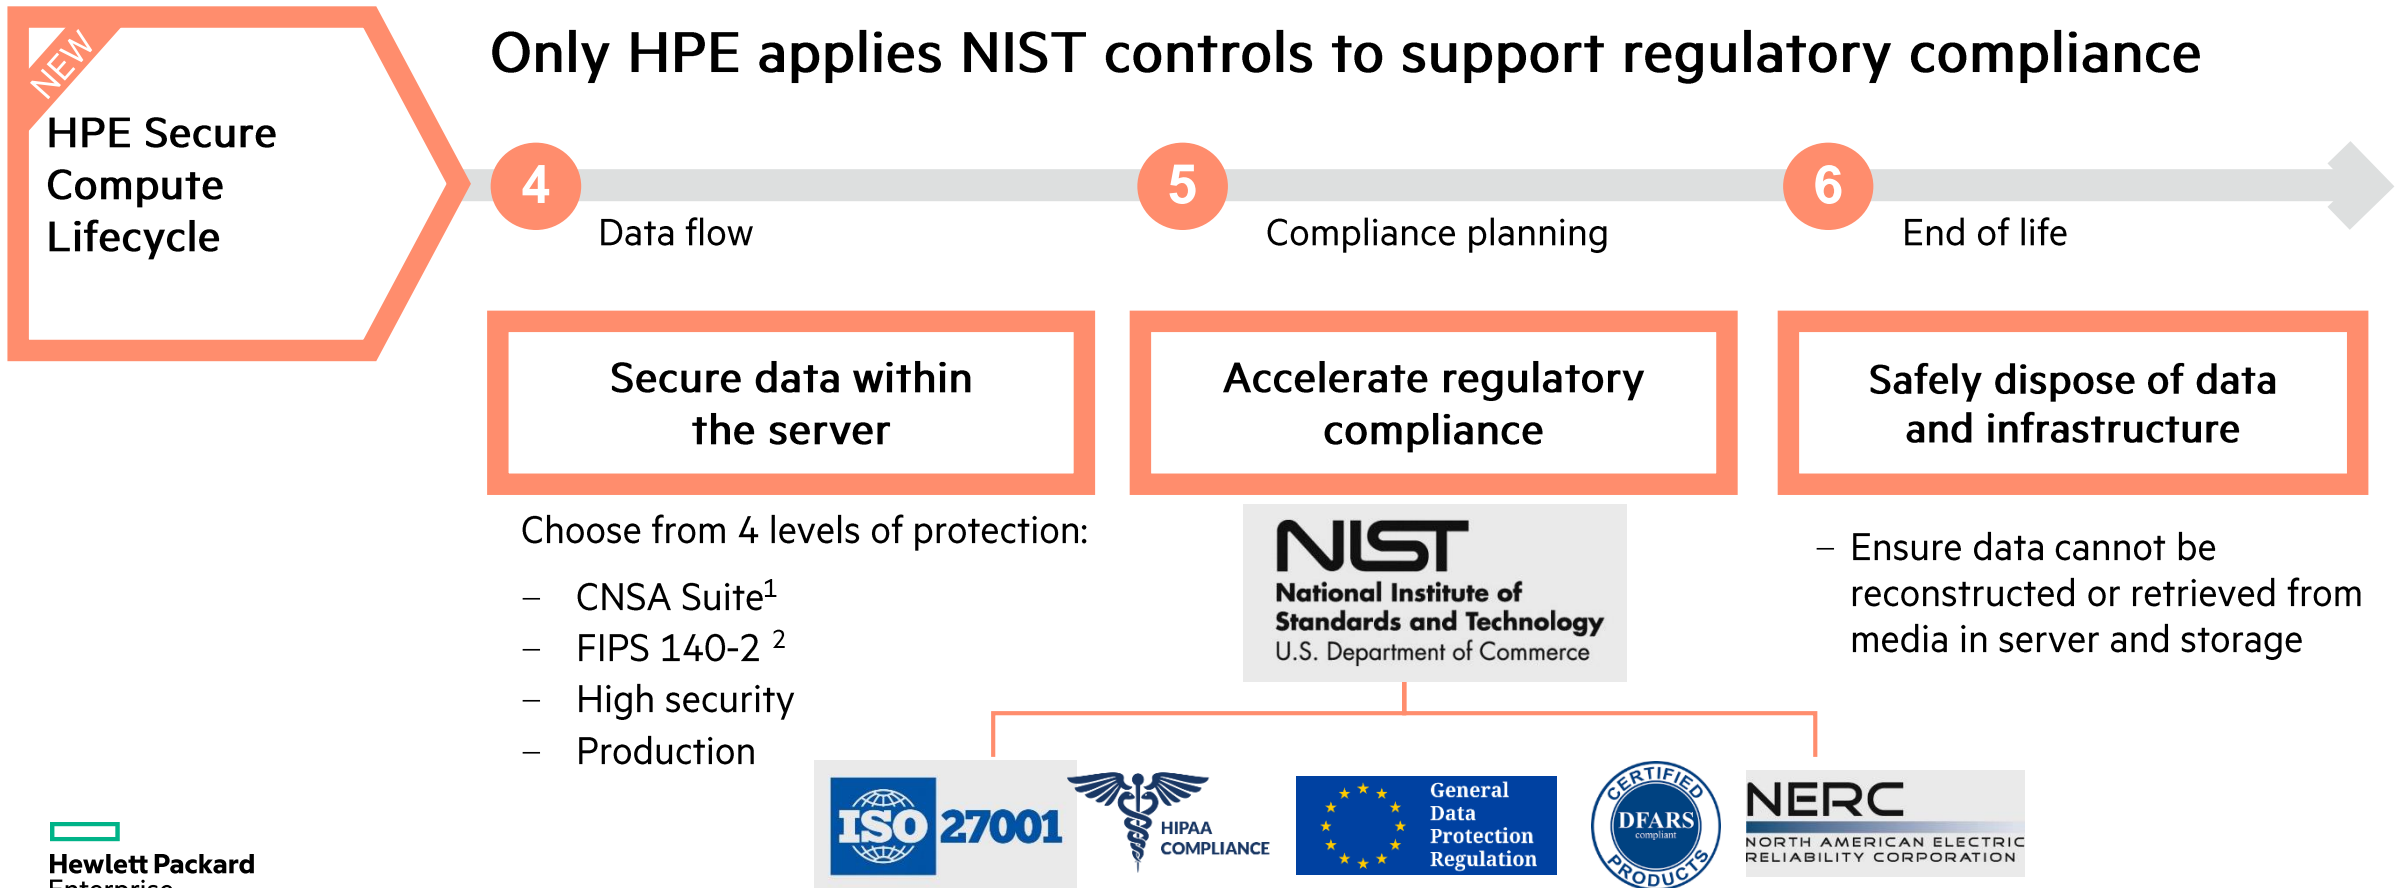 NEW
HPE Secure
Compute
Lifecycle
Only HPE applies NIST controls to support regulatory compliance
4
Data flow
5
Compliance planning
6
End of life
Secure data within
the server
Choose from 4 levels of protection:
– CNSA Suite¹
– FIPS 140-2 ²
– High security
– Production
Accelerate regulatory
compliance
NIST
National Institute of
Standards and Technology
U.S. Department of Commerce
ISO 27001
HIPAA
COMPLIANCE
General
Data
Protection
Regulation
CERTIFIED
DFARS
compliant
PRODUCTS
NERC
NORTH AMERICAN ELECTRIC
RELIABILITY CORPORATION
Safely dispose of data
and infrastructure
– Ensure data cannot be
reconstructed or retrieved from
media in server and storage
Hewlett Packard
Enterprise